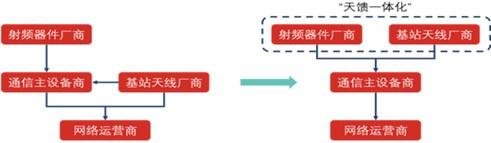 "天馈一体化"
射频器件厂商
射频器件厂商
基站天线厂商
通信主设备商
基站天线厂商
通信主设备商
网络运营商
网络运营商